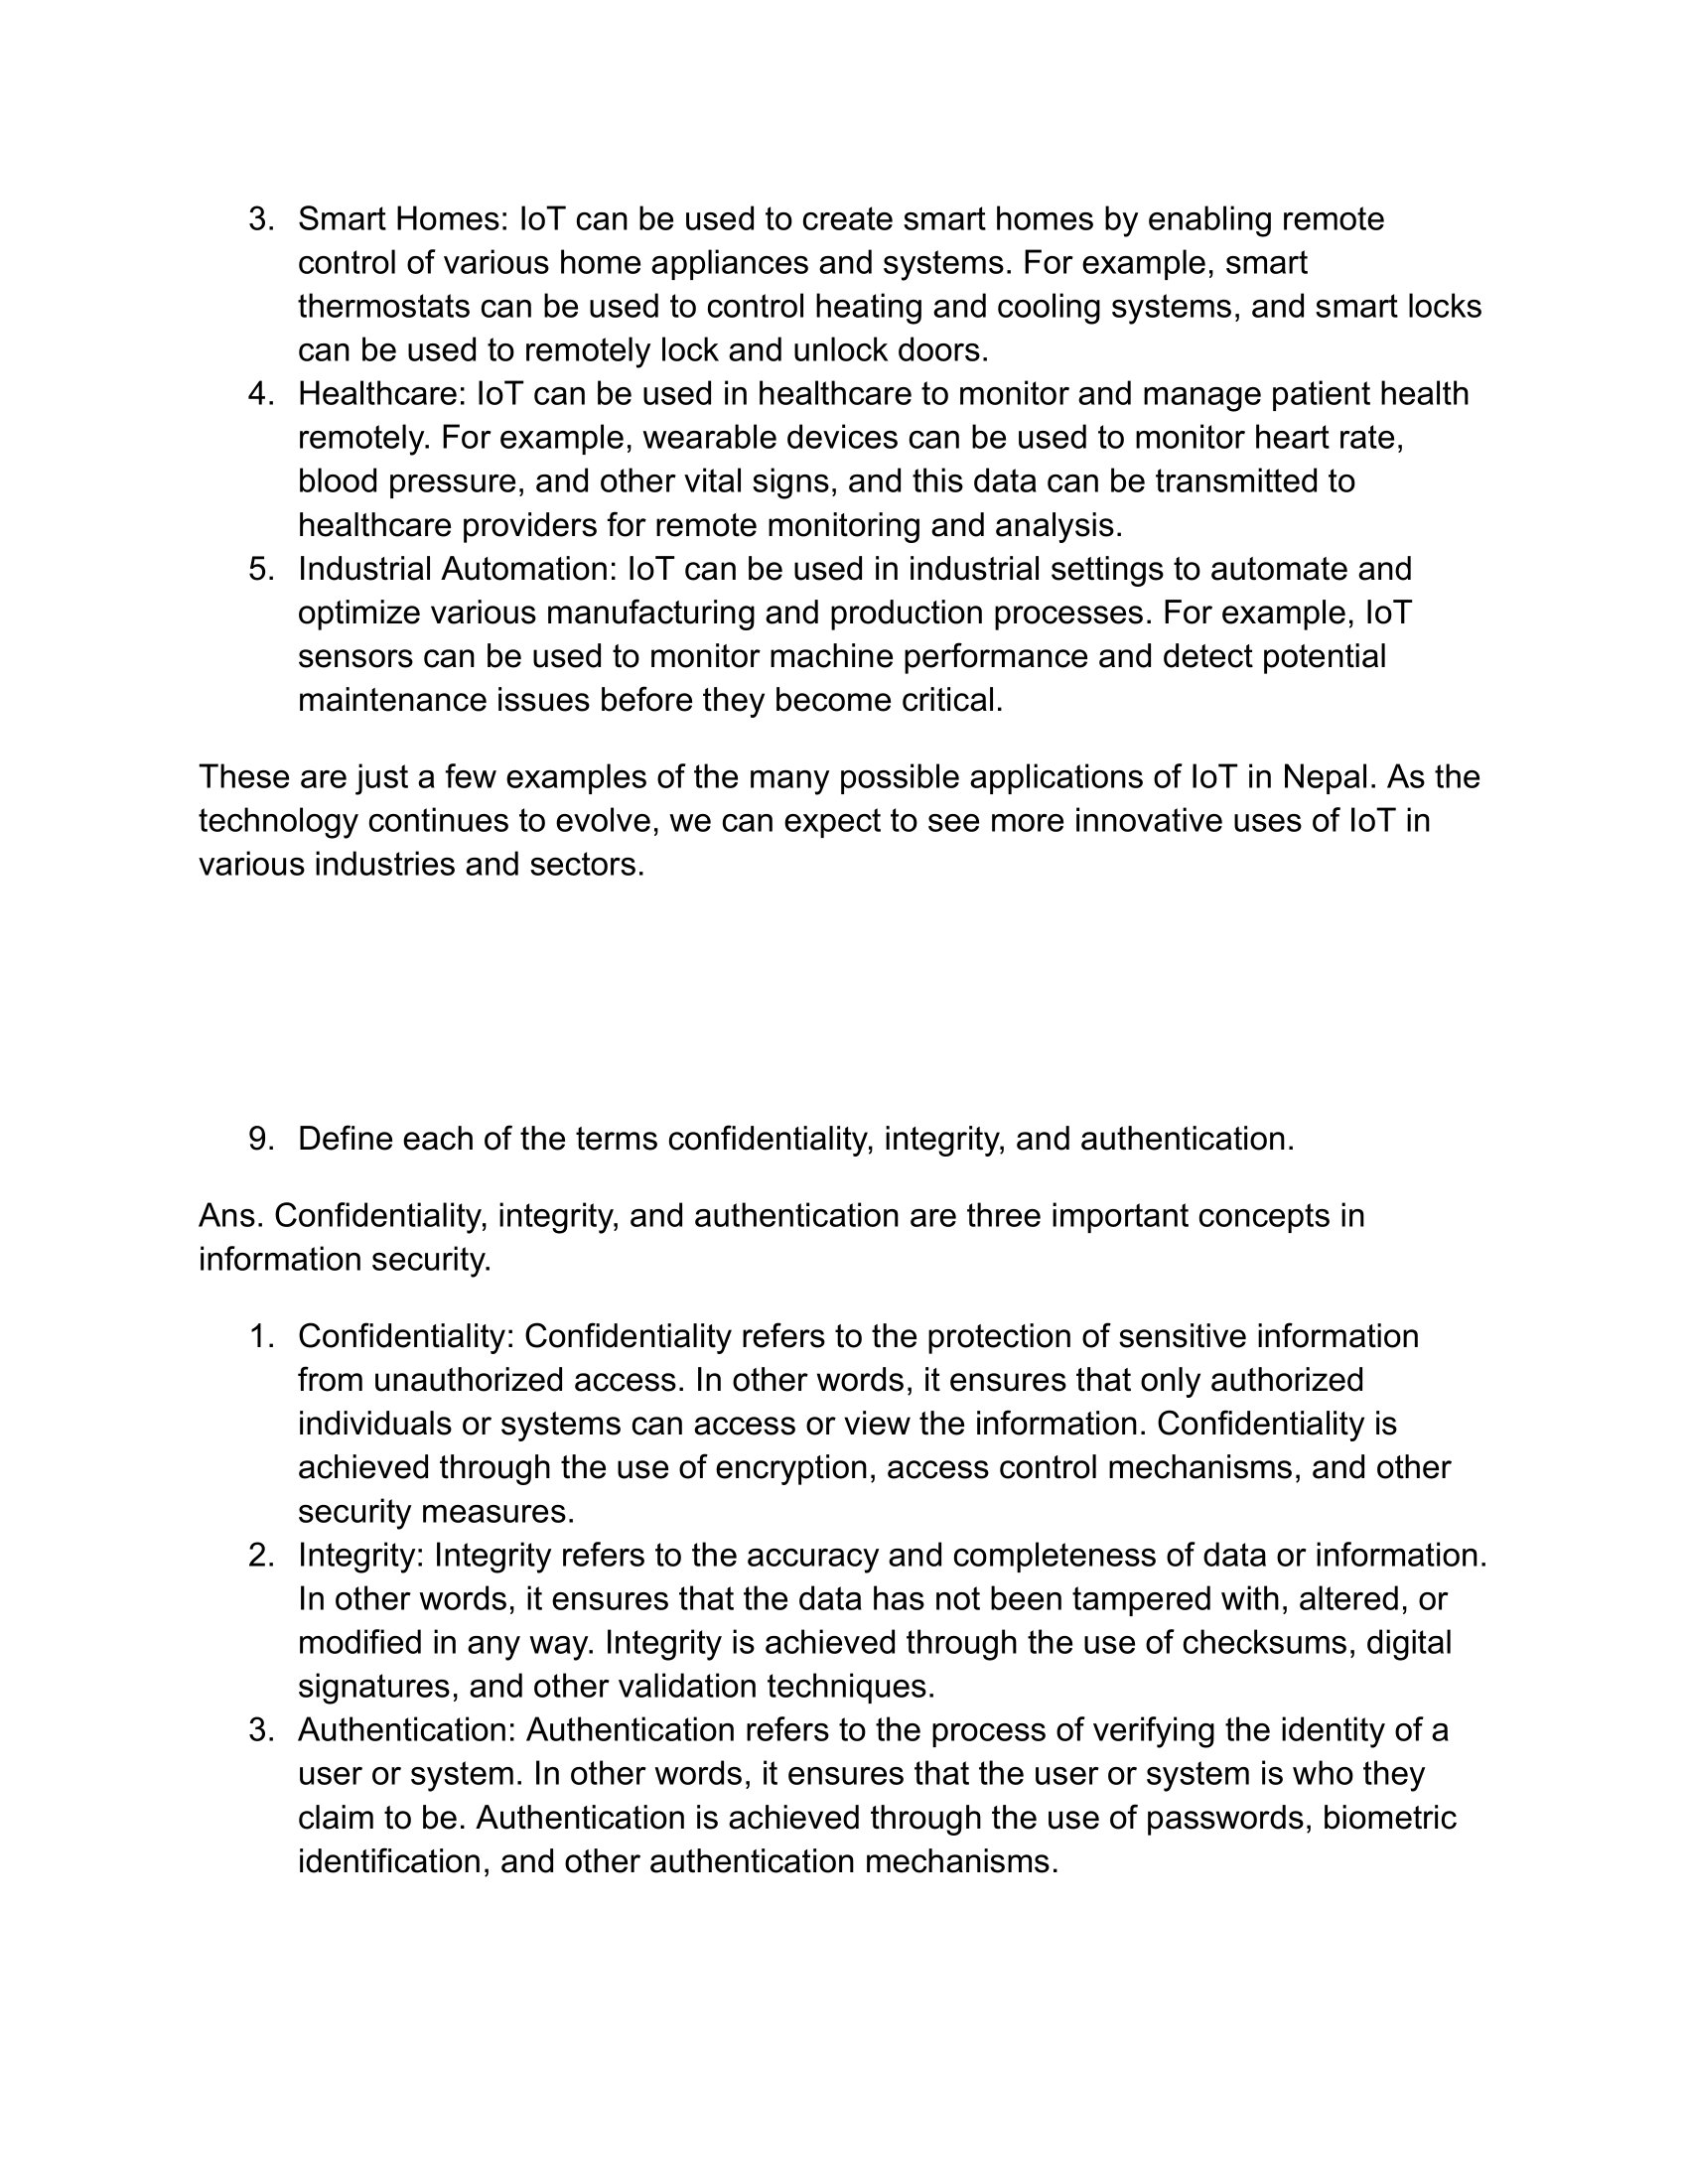 3. Smart Homes: IoT can be used to create smart homes by enabling remote
control of various home appliances and systems. For example, smart
thermostats can be used to control heating and cooling systems, and smart locks
can be used to remotely lock and unlock doors.
4. Healthcare: IoT can be used in healthcare to monitor and manage patient health
remotely. For example, wearable devices can be used to monitor heart rate,
blood pressure, and other vital signs, and this data can be transmitted to
healthcare providers for remote monitoring and analysis.
5. Industrial Automation: IoT can be used in industrial settings to automate and
optimize various manufacturing and production processes. For example, IoT
sensors can be used to monitor machine performance and detect potential
maintenance issues before they become critical.
These are just a few examples of the many possible applications of IoT in Nepal. As the
technology continues to evolve, we can expect to see more innovative uses of IoT in
various industries and sectors.
9. Define each of the terms confidentiality, integrity, and authentication.
Ans. Confidentiality, integrity, and authentication are three important concepts in
information security.
1. Confidentiality: Confidentiality refers to the protection of sensitive information
from unauthorized access. In other words, it ensures that only authorized
individuals or systems can access or view the information. Confidentiality is
achieved through the use of encryption, access control mechanisms, and other
security measures.
2. Integrity: Integrity refers to the accuracy and completeness of data or information.
In other words, it ensures that the data has not been tampered with, altered, or
modified in any way. Integrity is achieved through the use of checksums, digital
signatures, and other validation techniques.
3. Authentication: Authentication refers to the process of verifying the identity of a
user or system. In other words, it ensures that the user or system is who they
claim to be. Authentication is achieved through the use of passwords, biometric
identification, and other authentication mechanisms.